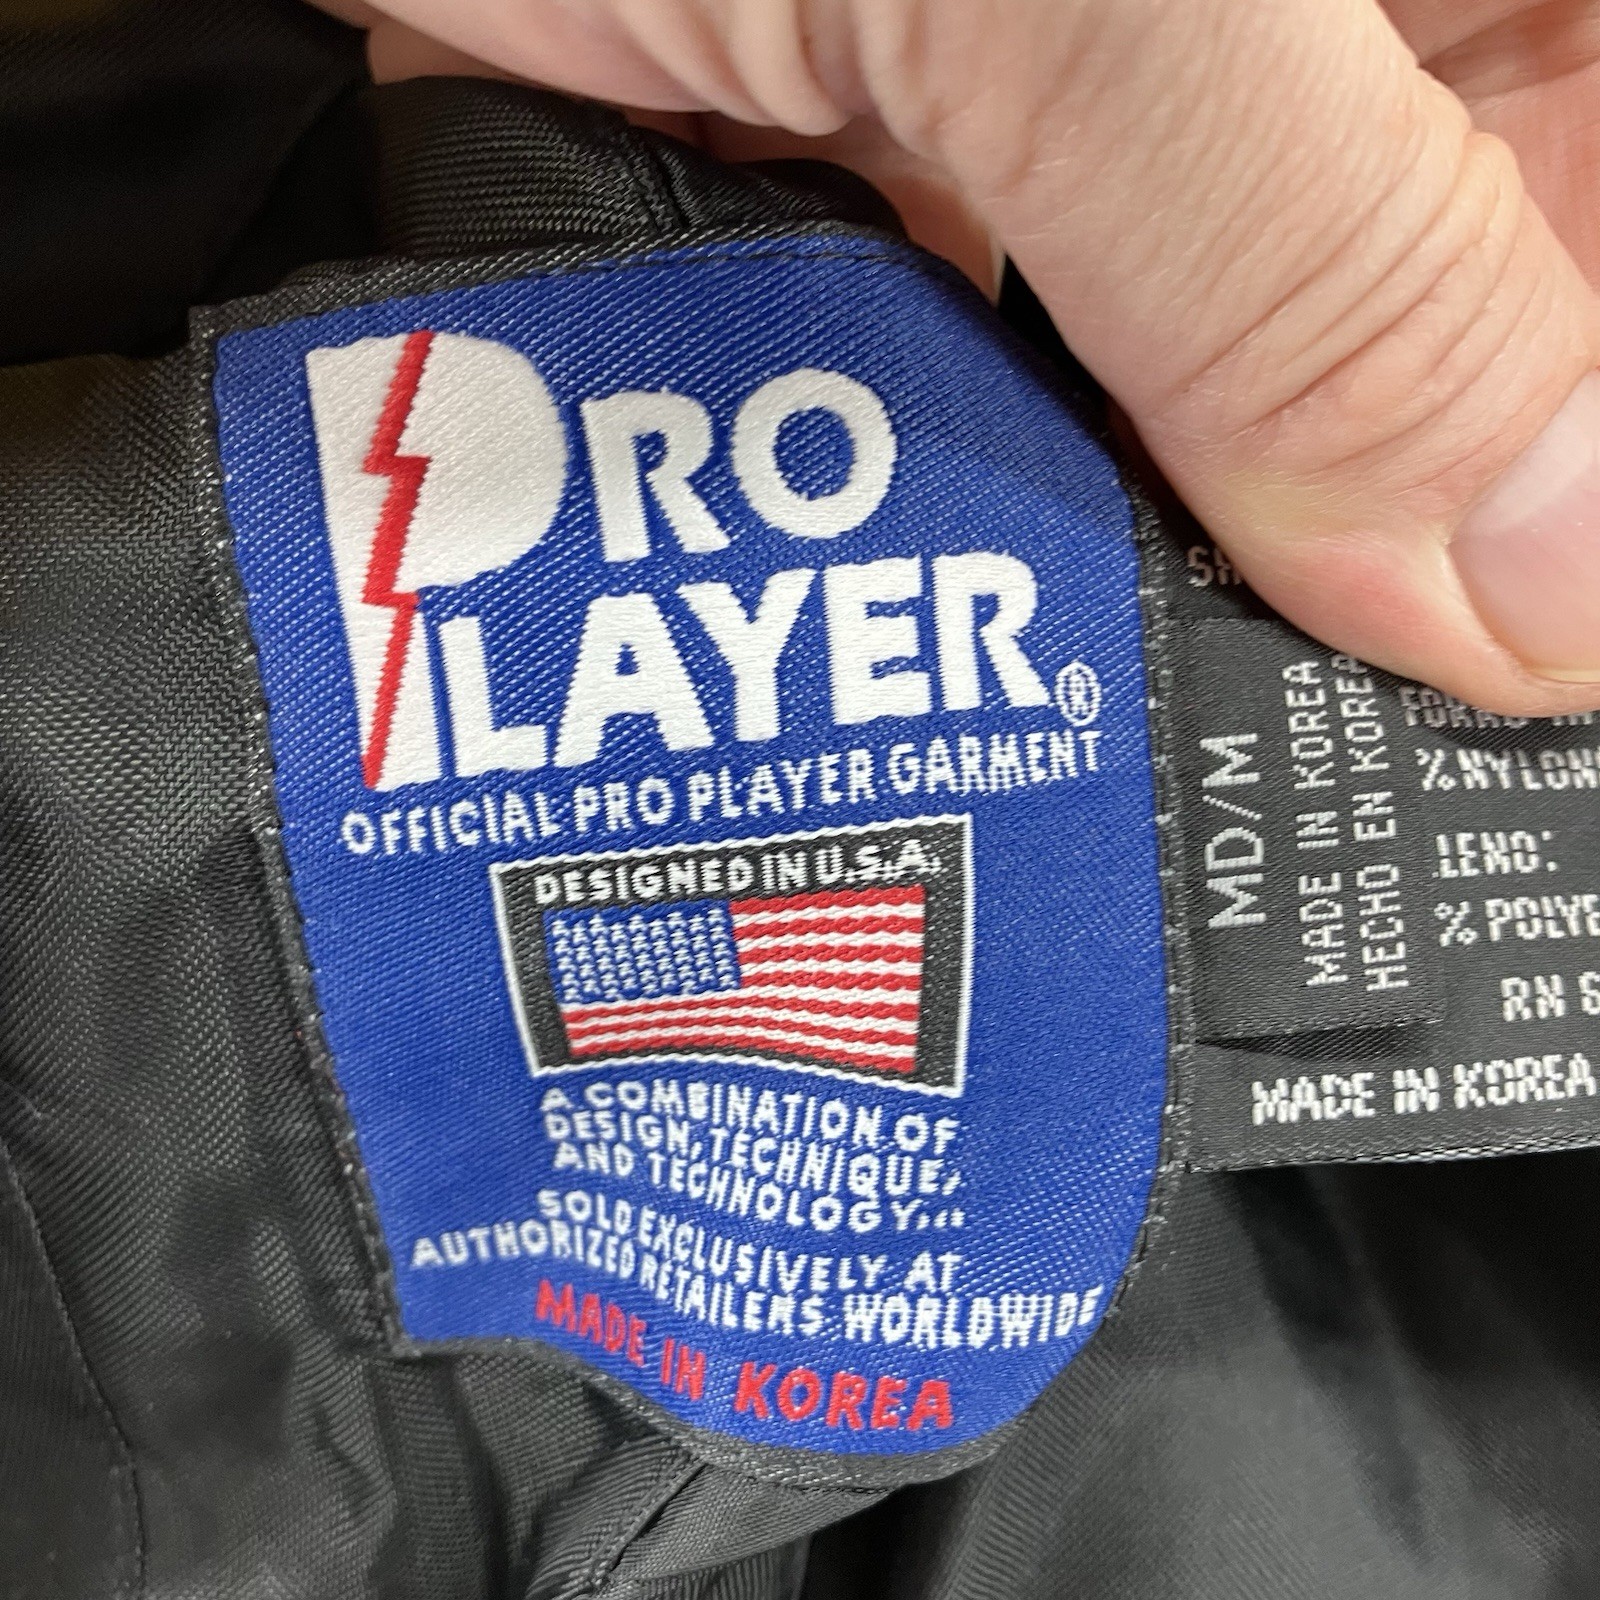 PRO
PLAYER®
OFFICIAL PRO PLAYER GARMENT
DESIGNED IN U.S.A.
A COMBINATION OF
DESIGN, TECHNIQUE,
AND TECHNOLOGY...
SOLD EXCLUSIVELY AT
AUTHORIZED RETAILERS WORLDWIDE
MADE IN KOREA
MD/M
MADE IN KOREA
HECHO EN KOREA
% NYLON
% POLYE
RN
MADE IN KOREA